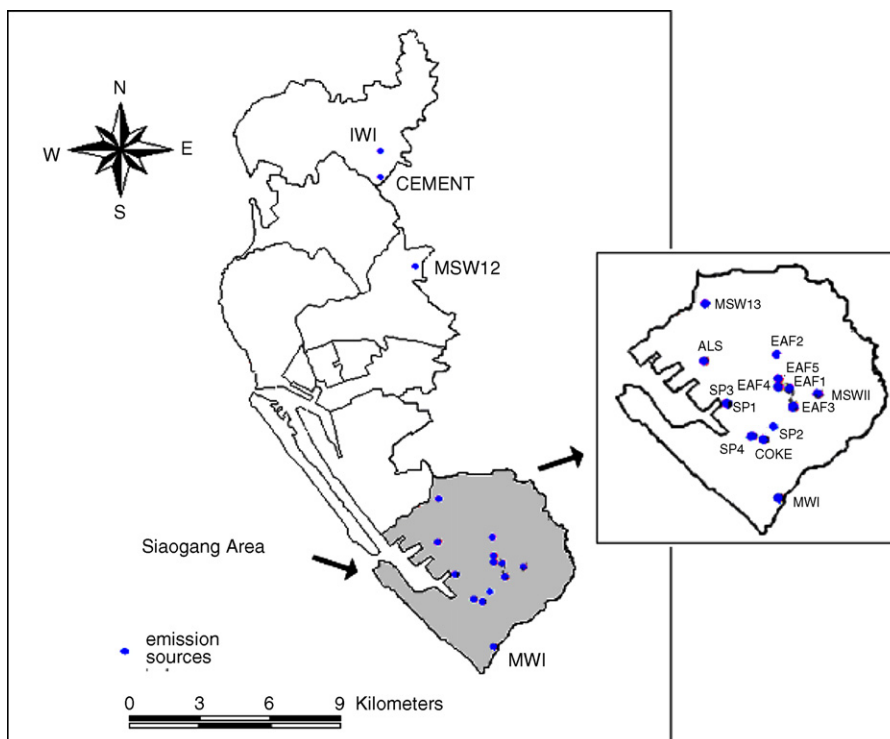 N
W
E
S
IWI
CEMENT
MSW12
MSW13
ALS
EAF2
EAF5
EAF4
EAF1
MSWII
SP3
SP1
EAF3
SP2
SP4
COKE
MWI
Siaogang Area
emission
sources
MWI
0 3 6 9 Kilometers